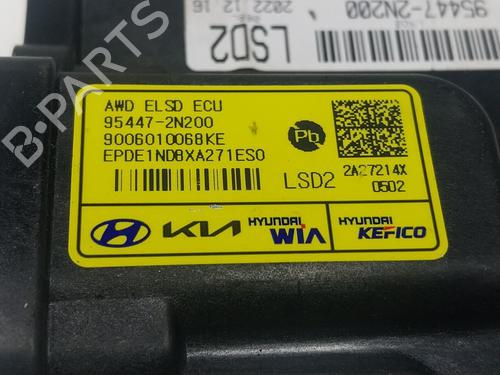 2022.12.16
LSD2
95447-2N200
AWD ELSD ECU
95447-2N200
9006010068KE
EPDE1ND8XA271ES0
Pb
LSD2
2A27214X
0502
HYUNDAI
WIA
HYUNDAI
KEFICO
KIA
B-PARTS